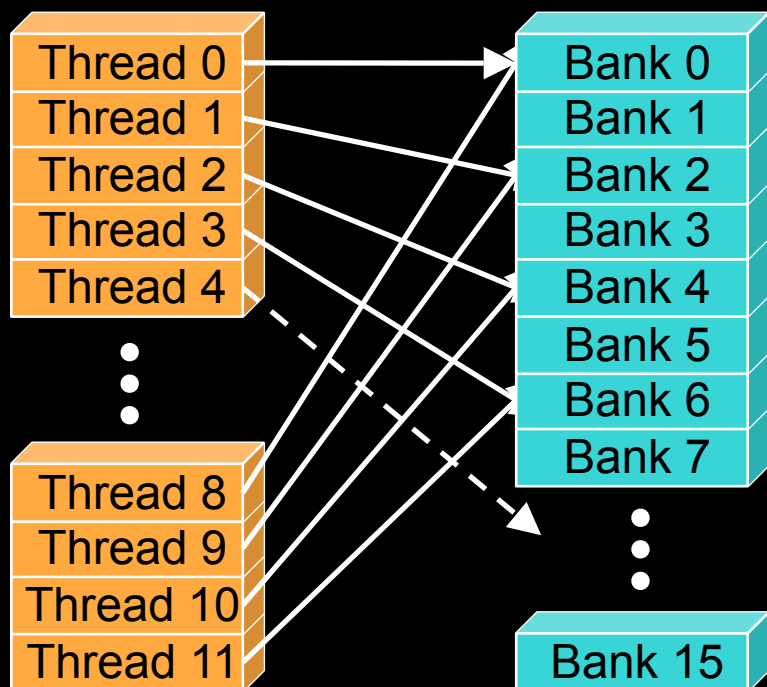 Thread 0
Thread 1
Thread 2
Thread 3
Thread 4
Thread 8
Thread 9
Thread 10
Thread 11
Bank 0
Bank 1
Bank 2
Bank 3
Bank 4
Bank 5
Bank 6
Bank 7
Bank 15